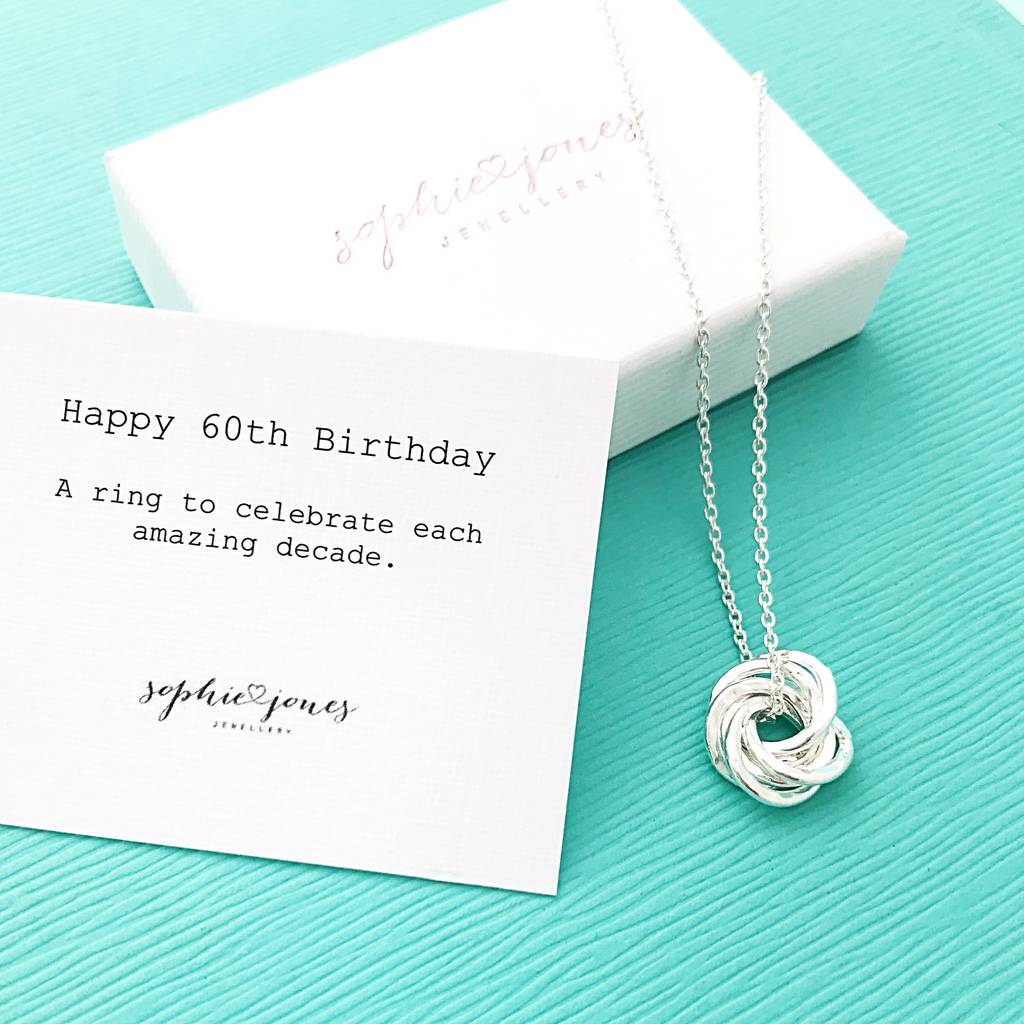 sophie jones
JEWELLERY
Happy 60th Birthday
A ring to celebrate each
amazing decade.
sophie jones
JEWELLERY